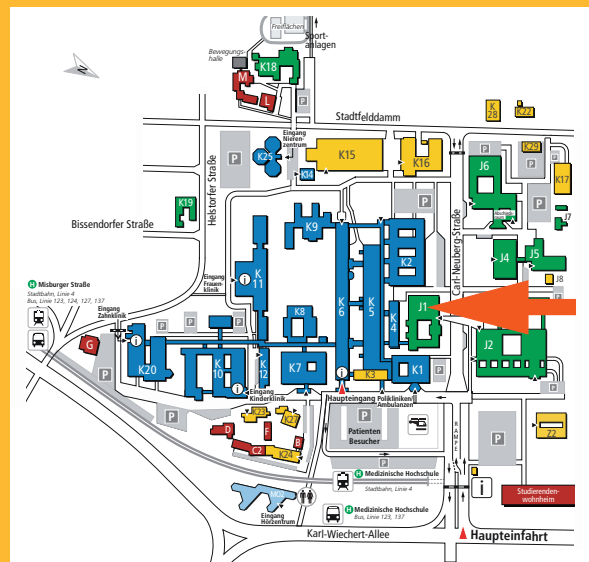 Freiflächen
Sport-
anlagen
Bewegungs-
halle
K18
M
L
P
K
28
K22
Stadtfelddamm
Eingang
Nieren-
zentrum
P
K25
K14
K15
K16
P
K29
J6
K17
P
K19
Helstorfer Straße
Bissendorfer Straße
P
K9
K2
Carl-Neuberg-Straße
J7
J4
J5
J8
Eingang
Frauen-
klinik
i
K
11
K
6
K
5
K
4
J1
J2
H Misburger Straße
Stadtbahn, Linie 4
Bus, Linie 123, 124, 127, 137
Eingang
Zahnklinik
i
G
K20
K
10
i
K
12
K8
K7
i
K3
K1
P
Eingang
Kinderklinik
Haupteingang
Polikliniken/
Ambulanzen
P
K23
K27
D
F
B
C2
K24
P
Patienten
Besucher
RAMPE
P
Z2
P
H Medizinische Hochschule
Stadtbahn, Linie 4
i
Studierenden-
wohnheim
MO2
Eingang
Hörzentrum
H Medizinische Hochschule
Bus, Linie 123, 137
Karl-Wiechert-Allee
Haupteinfahrt